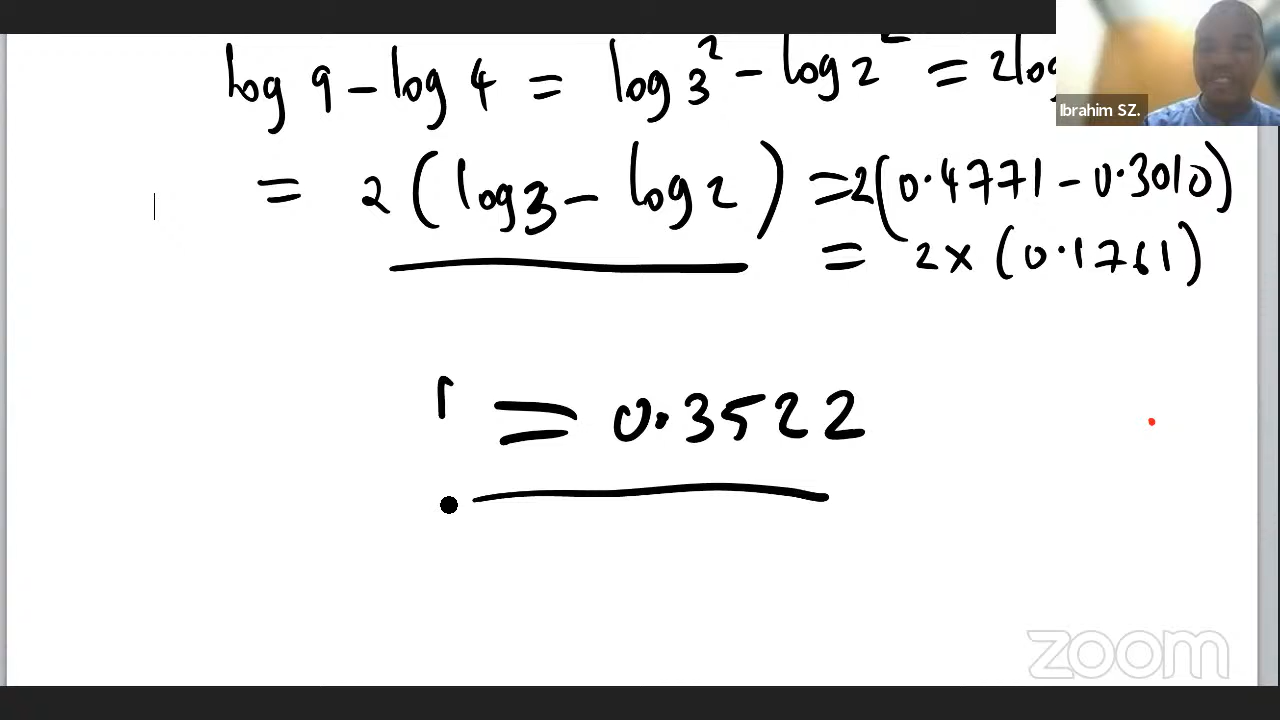 log 9 - log 4 = log 3² - log 2² = 2log
Ibrahim SZ.
= 2 ( log 3 - log 2 ) = 2(0.4771 - 0.3010)
= 2 x (0.1761)
= 0.3522
zoom